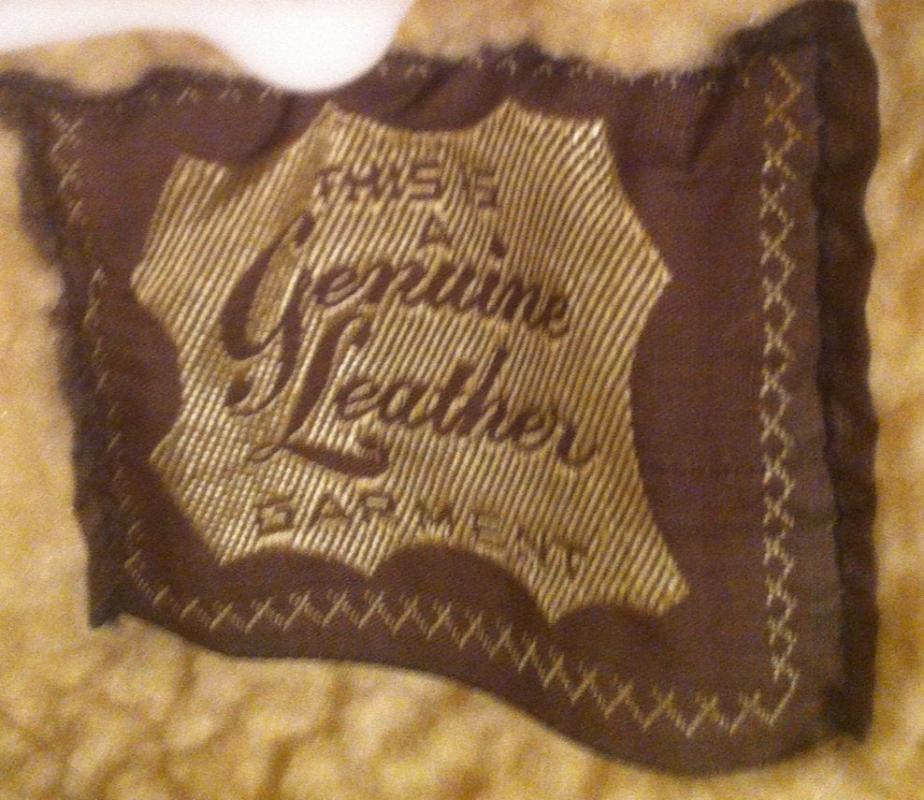 THIS IS
A
Genuine
Leather
GARMENT